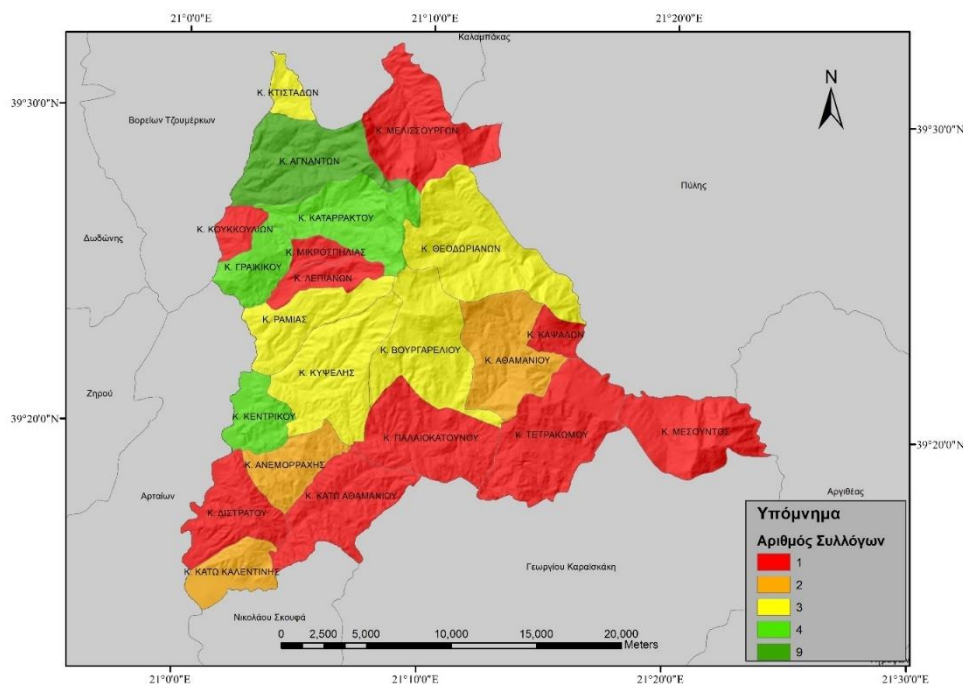 21°0'0"E
21°10'0"E
21°20'0"E
Καλαμπάκας
39°30'0"N
Κ. ΚΤΙΣΤΑΔΩΝ
N
Βορείων Τζουμέρκων
Κ. ΜΕΛΙΣΣΟΥΡΓΩΝ
39°30'0"N
Κ. ΑΓΝΑΝΤΩΝ
Πύλης
Κ. ΚΑΤΑΡΡΑΚΤΟΥ
Κ. ΚΟΥΚΚΟΥΛΙΩΝ
Δωδώνης
Κ. ΜΙΚΡΟΣΠΗΛΙΑΣ
Κ. ΘΕΟΔΩΡΙΑΝΩΝ
Κ. ΓΡΑΙΚΙΚΟΥ
Κ. ΛΕΠΙΑΝΩΝ
Κ. ΡΑΜΙΑΣ
Κ. ΚΑΨΑΛΩΝ
Κ. ΒΟΥΡΓΑΡΕΛΙΟΥ
Κ. ΑΘΑΜΑΝΙΟΥ
Κ. ΚΥΨΕΛΗΣ
Ζηρού
39°20'0"N
Κ. ΚΕΝΤΡΙΚΟΥ
Κ. ΜΕΣΟΥΝΤΑΣ
Κ. ΠΑΛΑΙΟΚΑΤΟΥΝΟΥ
Κ. ΤΕΤΡΑΚΩΜΟΥ
39°20'0"N
Κ. ΑΝΕΜΟΡΡΑΧΗΣ
Αρταίων
Αργιθέας
Κ. ΚΑΤΩ ΑΘΑΜΑΝΙΟΥ
Κ. ΔΙΣΤΡΑΤΟΥ
Υπόμνημα
Αριθμός Συλλόγων
1
2
3
4
9
Γεωργίου Καραϊσκάκη
Κ. ΚΑΤΩ ΚΑΛΕΝΤΙΝΗΣ
Νικολάου Σκουφά
0 2,500 5,000 10,000 15,000 20,000
Meters
21°0'0"E
21°10'0"E
21°20'0"E
21°30'0"E